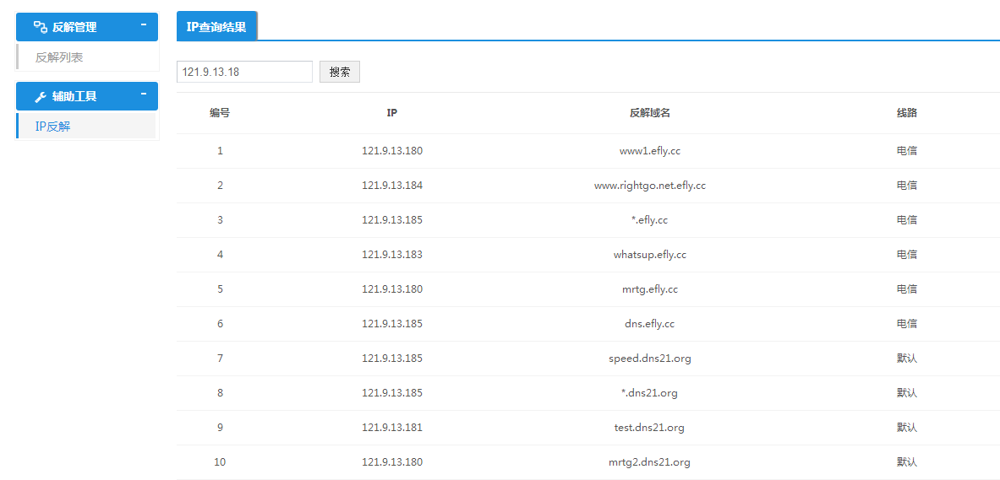 反解管理 -
反解列表
辅助工具 -
IP反解
IP查询结果
121.9.13.18 搜索
编号 IP 反解域名 线路
1 121.9.13.180 www1.efly.cc 电信
2 121.9.13.184 www.rightgo.net.efly.cc 电信
3 121.9.13.185 *.efly.cc 电信
4 121.9.13.183 whatsup.efly.cc 电信
5 121.9.13.180 mrtg.efly.cc 电信
6 121.9.13.185 dns.efly.cc 电信
7 121.9.13.185 speed.dns21.org 默认
8 121.9.13.185 *.dns21.org 默认
9 121.9.13.181 test.dns21.org 默认
10 121.9.13.180 mrtg2.dns21.org 默认